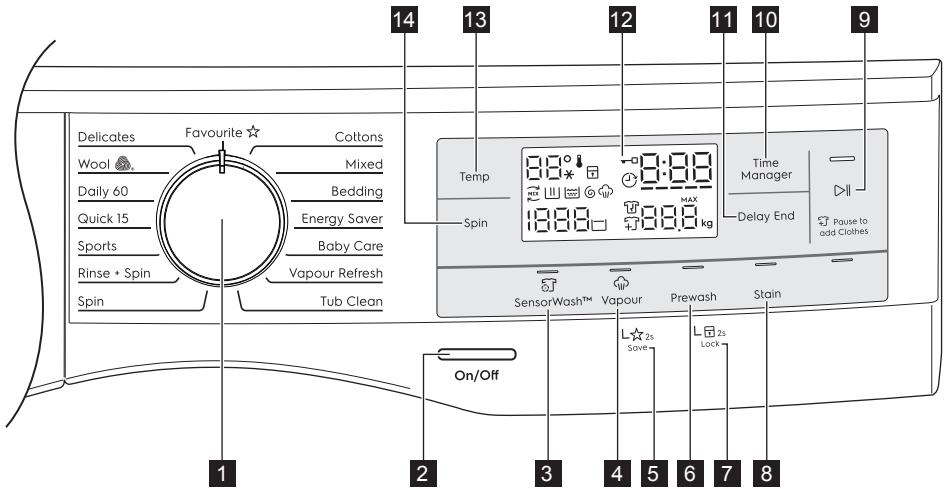 14
13
12
11
10
9
Favourite
Delicates
Wool
Daily 60
Quick 15
Sports
Rinse + Spin
Spin
Cottons
Mixed
Bedding
Energy Saver
Baby Care
Vapour Refresh
Tub Clean
Temp
Spin
88°
8:88
MIX
1888
MAX
88.8 kg
Time
Manager
Delay End
Pause to
add Clothes
SensorWash™
Vapour
Prewash
Stain
2s
Save
2s
Lock
On/Off
1
2
3
4
5
6
7
8